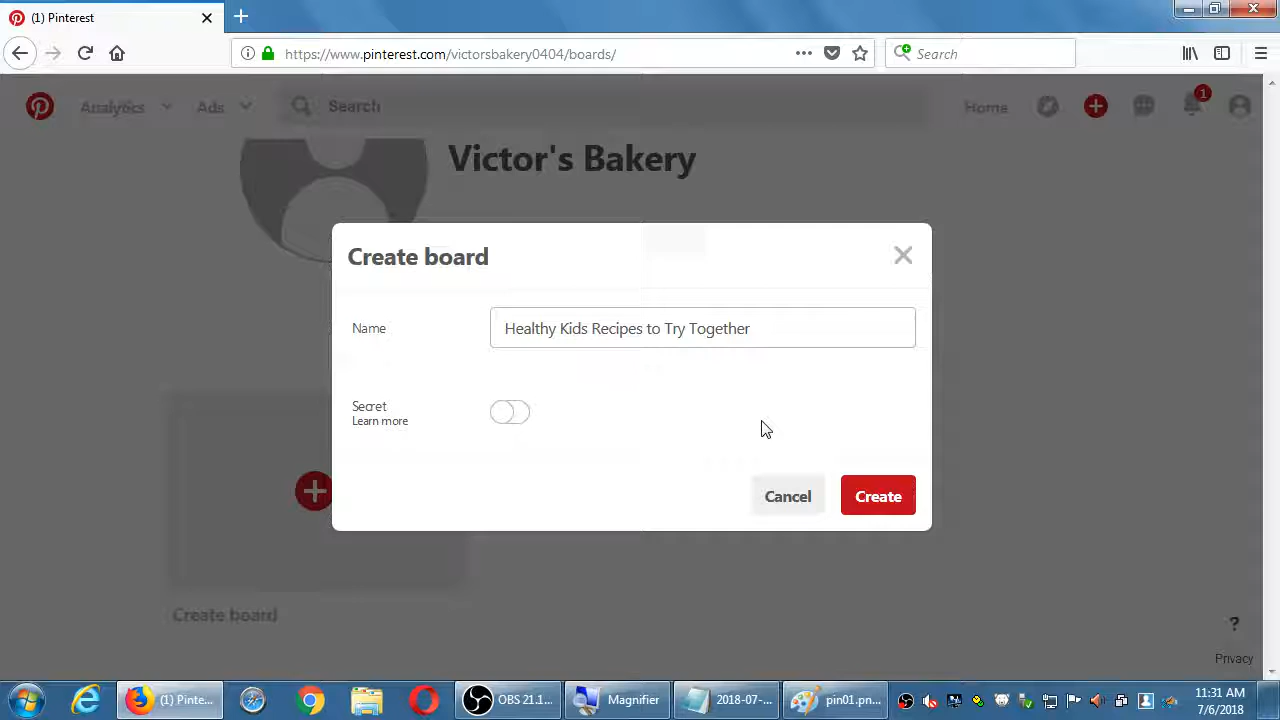 (1) Pinterest
https://www.pinterest.com/victorsbakery0404/boards/
Search
Analytics
Ads
Search
Home
1
Victor's Bakery
Create board
Name
Healthy Kids Recipes to Try Together
Secret
Learn more
Cancel
Create
Create board
?
Privacy
(1) Pinte...
OBS 21.1...
Magnifier
2018-07-...
pin01.pn...
11:31 AM
7/6/2018